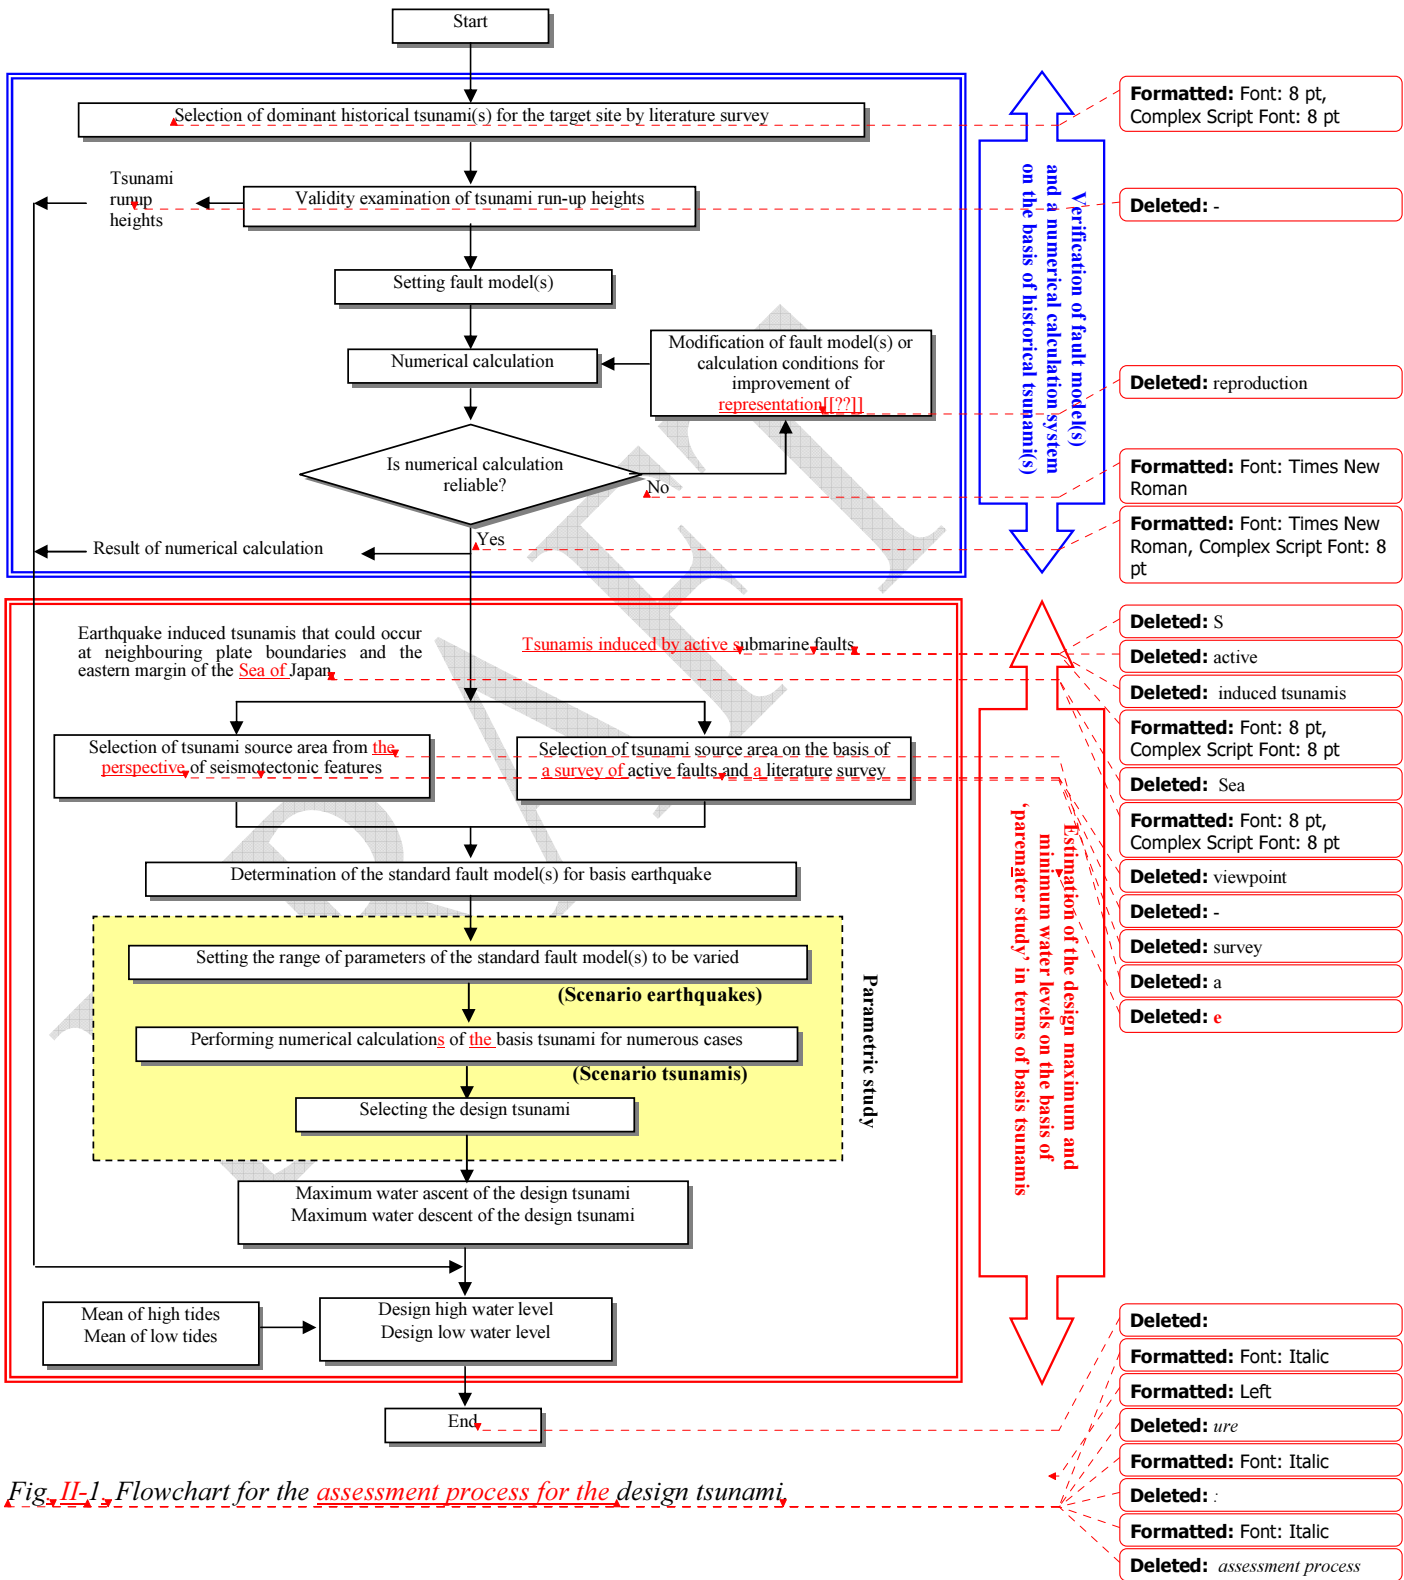 Start
Selection of dominant historical tsunami(s) for the target site by literature survey
Tsunami
runup
heights
Validity examination of tsunami run-up heights
Setting fault model(s)
Numerical calculation
Modification of fault model(s) or
calculation conditions for
improvement of
representation[[??]]
Is numerical calculation
reliable?
No
Yes
Result of numerical calculation
Verification of fault model(s)
and a numerical calculation system
on the basis of historical tsunami(s)
Earthquake induced tsunamis that could occur
at neighbouring plate boundaries and the
eastern margin of the Sea of Japan
Tsunamis induced by active submarine faults
Selection of tsunami source area from the
perspective of seismotectonic features
Selection of tsunami source area on the basis of
a survey of active faults and a literature survey
Determination of the standard fault model(s) for basis earthquake
Setting the range of parameters of the standard fault model(s) to be varied
(Scenario earthquakes)
Performing numerical calculations of the basis tsunami for numerous cases
(Scenario tsunamis)
Selecting the design tsunami
Parametric study
Maximum water ascent of the design tsunami
Maximum water descent of the design tsunami
Mean of high tides
Mean of low tides
Design high water level
Design low water level
End
Estimation of the design maximum and
minimum water levels on the basis of
‘paremater study’ in terms of basis tsunamis
DRAFT
Fig. II-1. Flowchart for the assessment process for the design tsunami.
Formatted: Font: 8 pt,
Complex Script Font: 8 pt
Deleted: -
Deleted: reproduction
Formatted: Font: Times New
Roman
Formatted: Font: Times New
Roman, Complex Script Font: 8
pt
Deleted: S
Deleted: active
Deleted: induced tsunamis
Formatted: Font: 8 pt,
Complex Script Font: 8 pt
Deleted: Sea
Formatted: Font: 8 pt,
Complex Script Font: 8 pt
Deleted: viewpoint
Deleted: -
Deleted: survey
Deleted: a
Deleted: e
Deleted:
Formatted: Font: Italic
Formatted: Left
Deleted: ure
Formatted: Font: Italic
Deleted: :
Formatted: Font: Italic
Deleted: assessment process